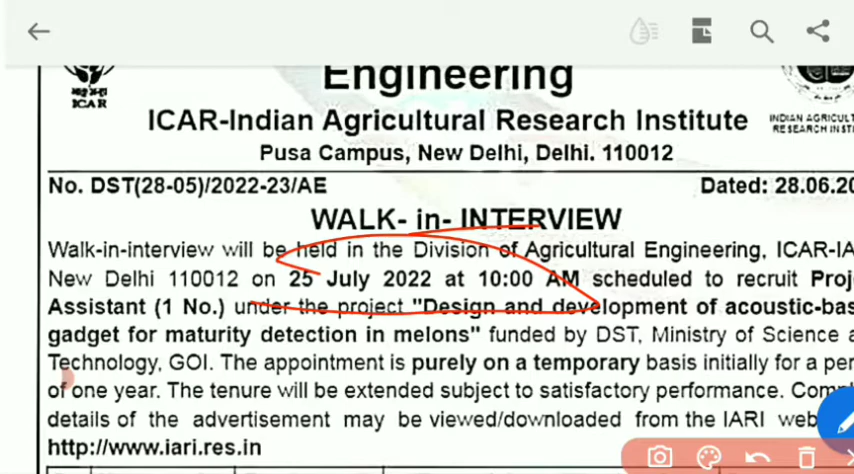 Engineering
ICAR
ICAR-Indian Agricultural Research Institute
INDIAN AGRICULT
RESEARCH INSTI
Pusa Campus, New Delhi, Delhi. 110012
No. DST(28-05)/2022-23/AE Dated: 28.06.20
WALK- in- INTERVIEW
Walk-in-interview will be held in the Division of Agricultural Engineering, ICAR-IA
New Delhi 110012 on 25 July 2022 at 10:00 AM scheduled to recruit Proj
Assistant (1 No.) under the project "Design and development of acoustic-bas
gadget for maturity detection in melons" funded by DST, Ministry of Science a
Technology, GOI. The appointment is purely on a temporary basis initially for a per
of one year. The tenure will be extended subject to satisfactory performance. Comp
details of the advertisement may be viewed/downloaded from the IARI web
http://www.iari.res.in